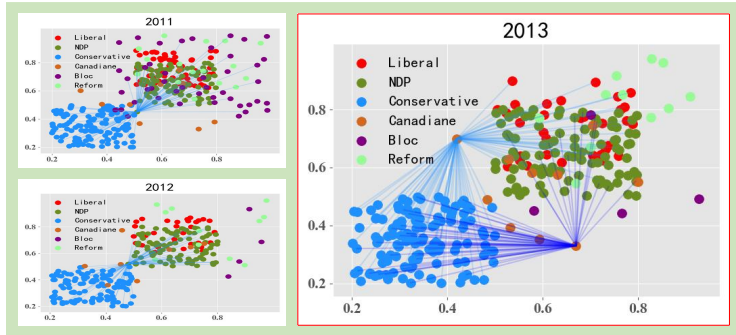 2011
Liberal
NDP
Conservative
Canadiane
Bloc
Reform
0.8
0.6
0.4
0.2
0.2 0.4 0.6 0.8
2012
Liberal
NDP
Conservative
Canadiane
Bloc
Reform
0.8
0.6
0.4
0.2
0.2 0.4 0.6 0.8
2013
Liberal
NDP
Conservative
Canadiane
Bloc
Reform
0.8
0.6
0.4
0.2
0.2 0.4 0.6 0.8